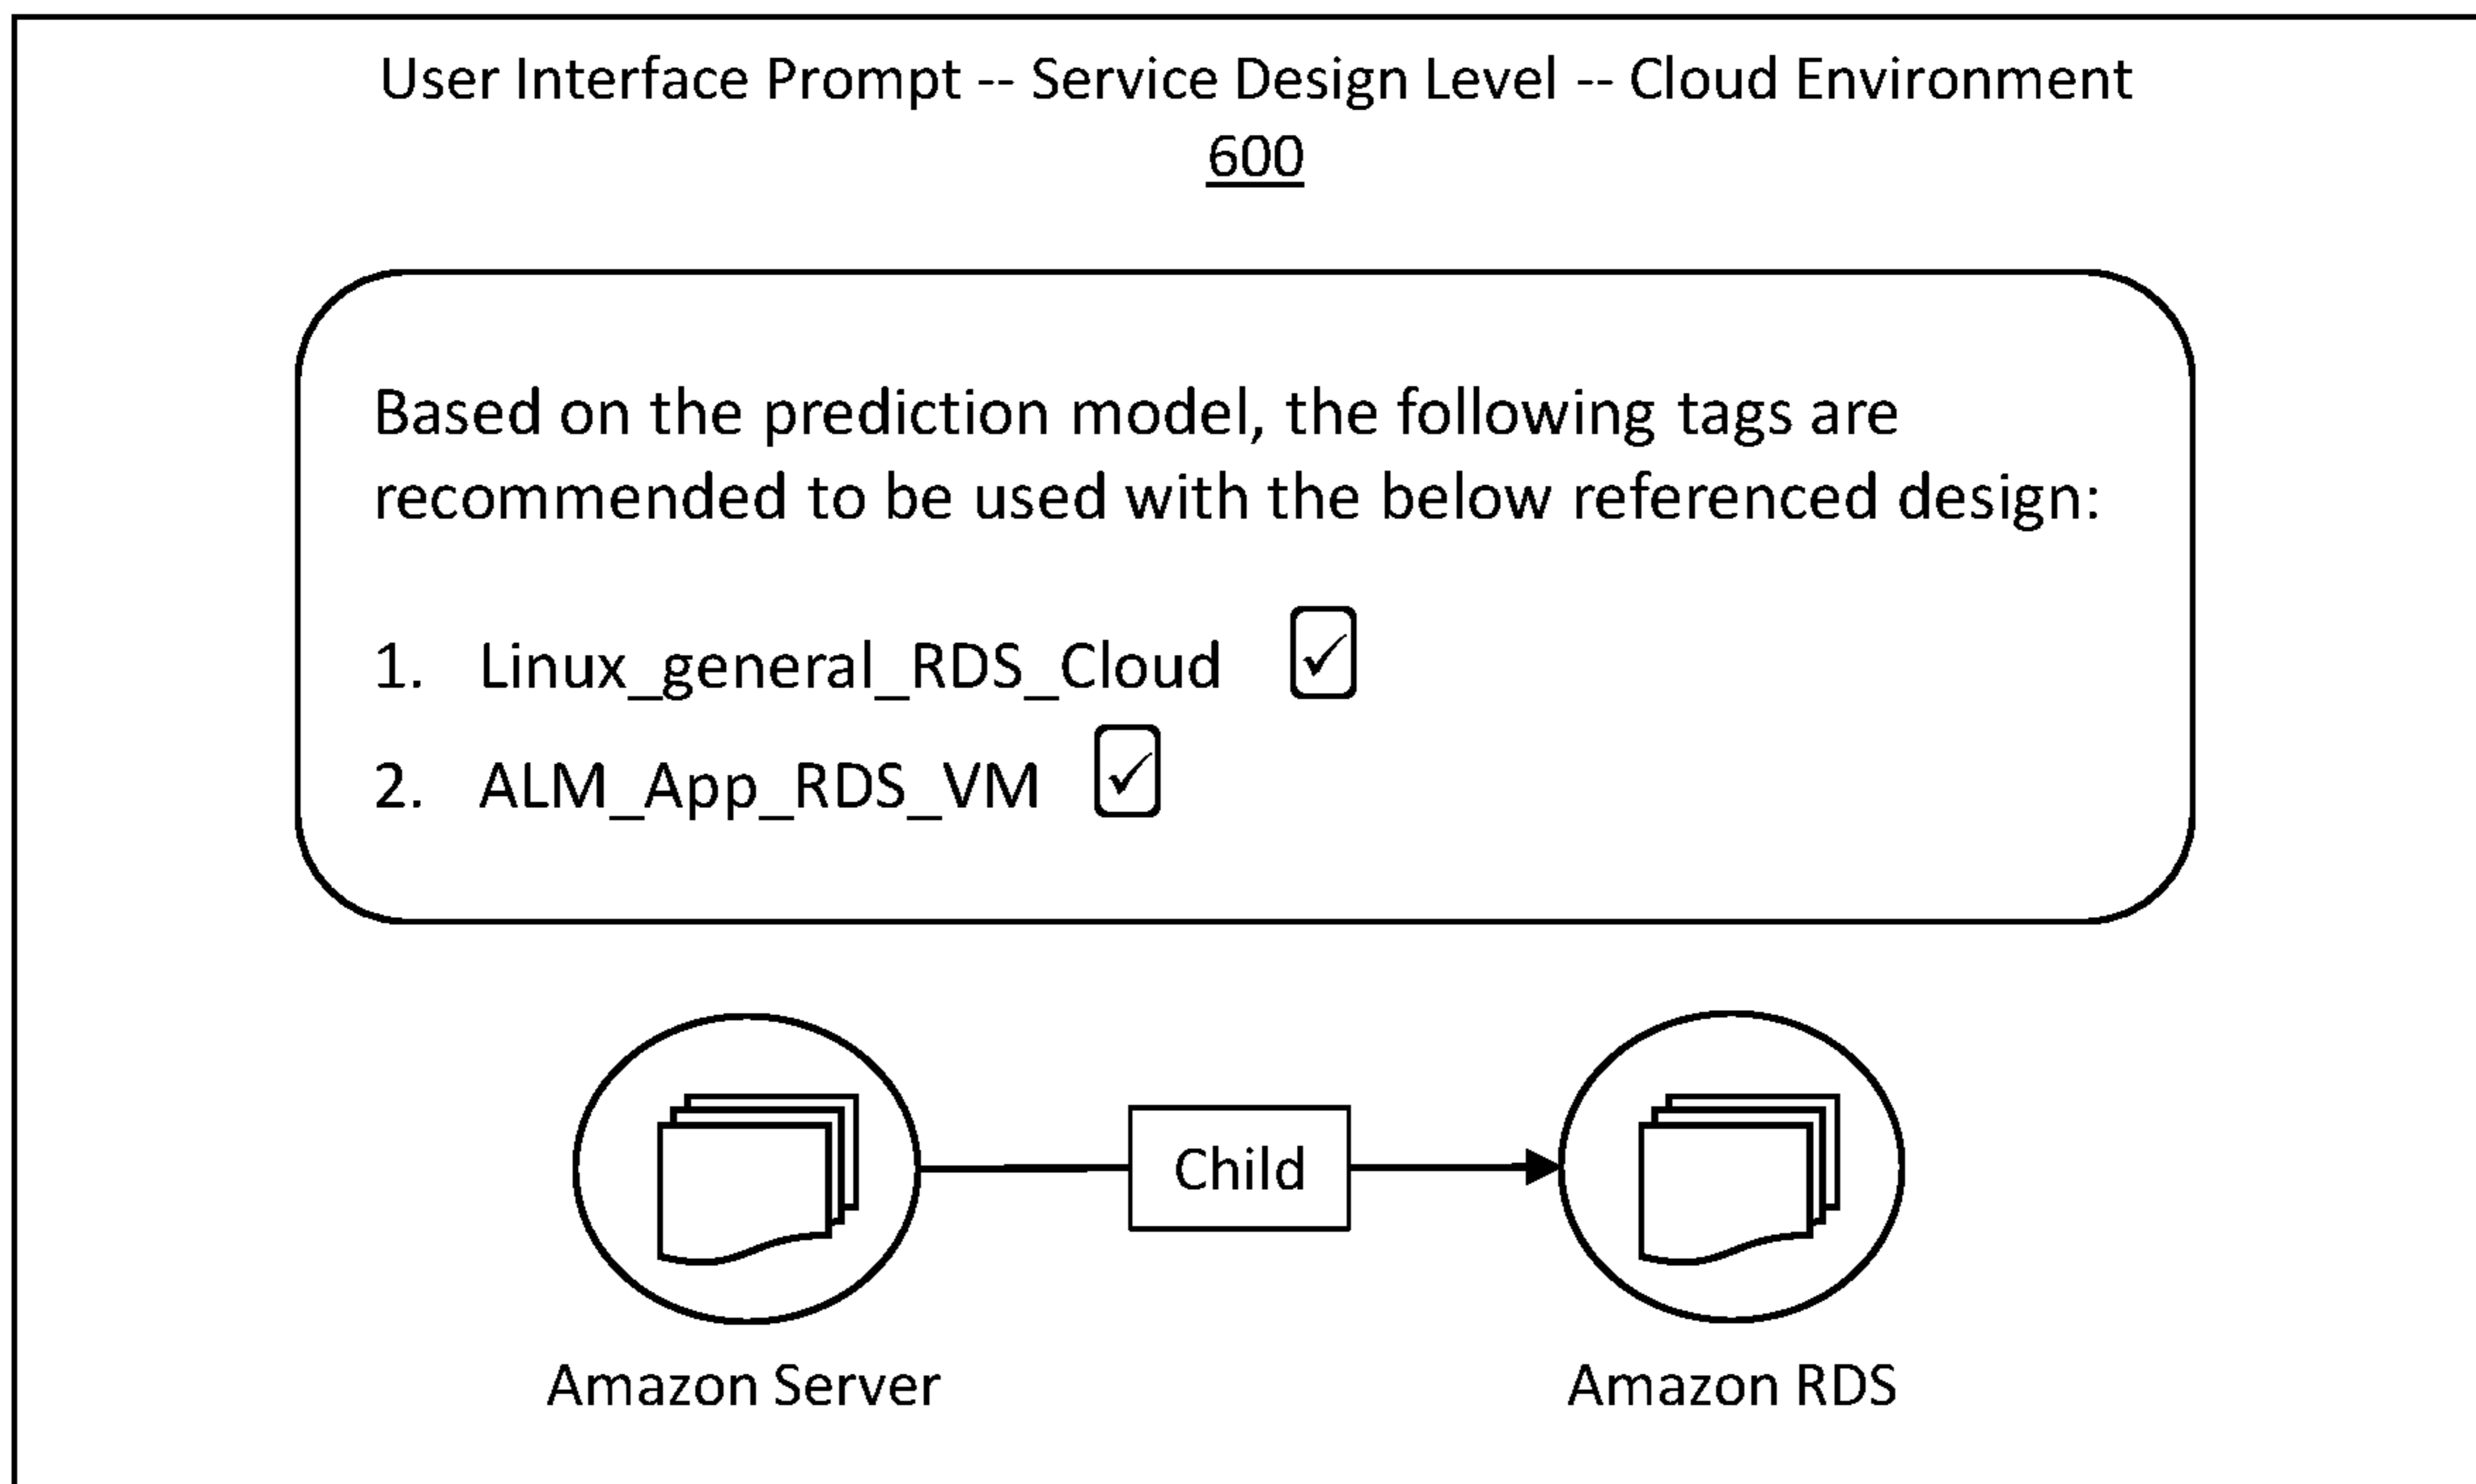 User Interface Prompt -- Service Design Level -- Cloud Environment
600
Based on the prediction model, the following tags are
recommended to be used with the below referenced design:
1. Linux_general_RDS_Cloud
2. ALM_App_RDS_VM
Child
Amazon Server
Amazon RDS